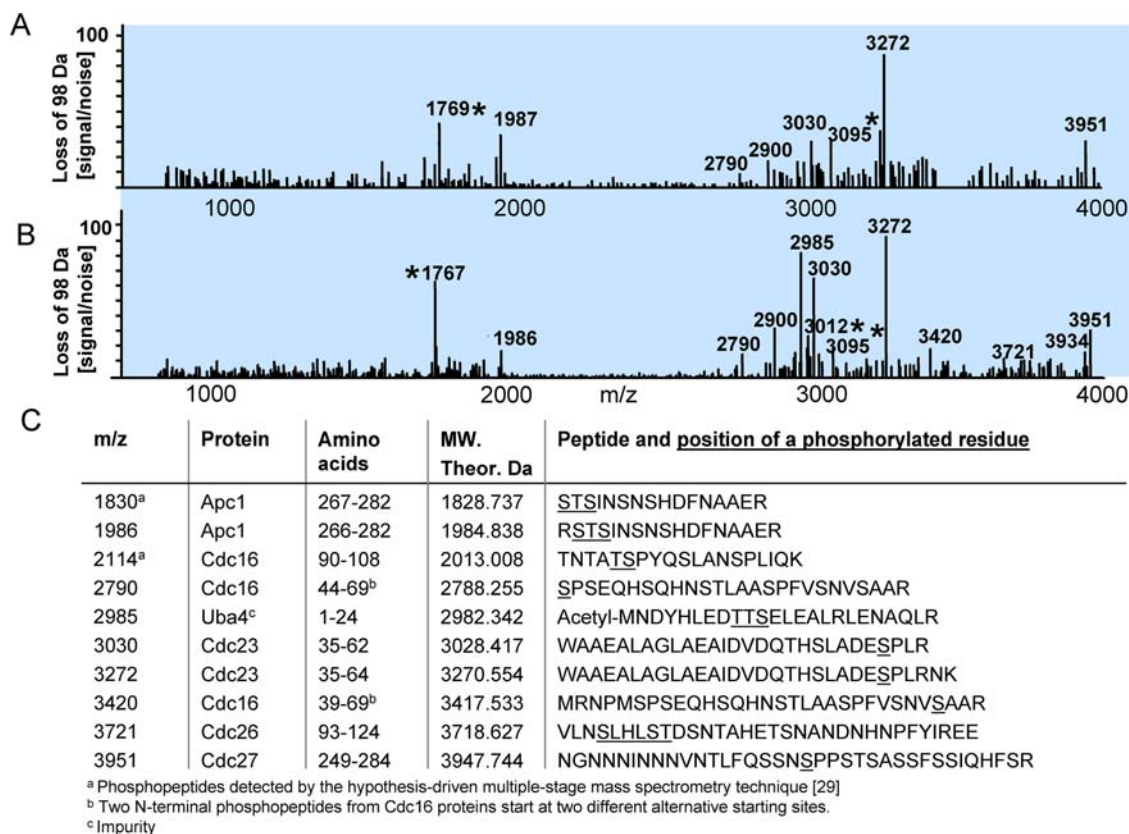 A
100
Loss of 98 Da
[signal/noise]
1769 *
1987
2790
2900
3030
3095
*
3272
3951
1000 2000 3000 4000
B
100
Loss of 98 Da
[signal/noise]
* 1767
1986
2790
2900
2985
3030
3012 * *
3095
3272
3420
3721
3934
3951
1000 2000 m/z 3000 4000
C
m/z Protein Amino acids MW. Theor. Da Peptide and position of a phosphorylated residue
1830a Apc1 267-282 1828.737 STSINSNSHDFNAAER
1986 Apc1 266-282 1984.838 RSTSINSNSHDFNAAER
2114a Cdc16 90-108 2013.008 TNTATSPYQSLANSPLIQK
2790 Cdc16 44-69b 2788.255 SPSEQHSQHNSTLAASPFVSNVSAAR
2985 Uba4c 1-24 2982.342 Acetyl-MNDYHLEDTTSELEALRLENAQLR
3030 Cdc23 35-62 3028.417 WAAEALAGLAEAIDVDQTHSLADESPLR
3272 Cdc23 35-64 3270.554 WAAEALAGLAEAIDVDQTHSLADESPLRNK
3420 Cdc16 39-69b 3417.533 MRNPMSPSEQHSQHNSTLAASPFVSNVSAAR
3721 Cdc26 93-124 3718.627 VLNSLHLSTDSNTAHETSNANDNHNPFYIREE
3951 Cdc27 249-284 3947.744 NGNNNINNNVNTLFQSSNSPPSTSASSFSSIQHFSR
a Phosphopeptides detected by the hypothesis-driven multiple-stage mass spectrometry technique [29]
b Two N-terminal phosphopeptides from Cdc16 proteins start at two different alternative starting sites.
c Impurity